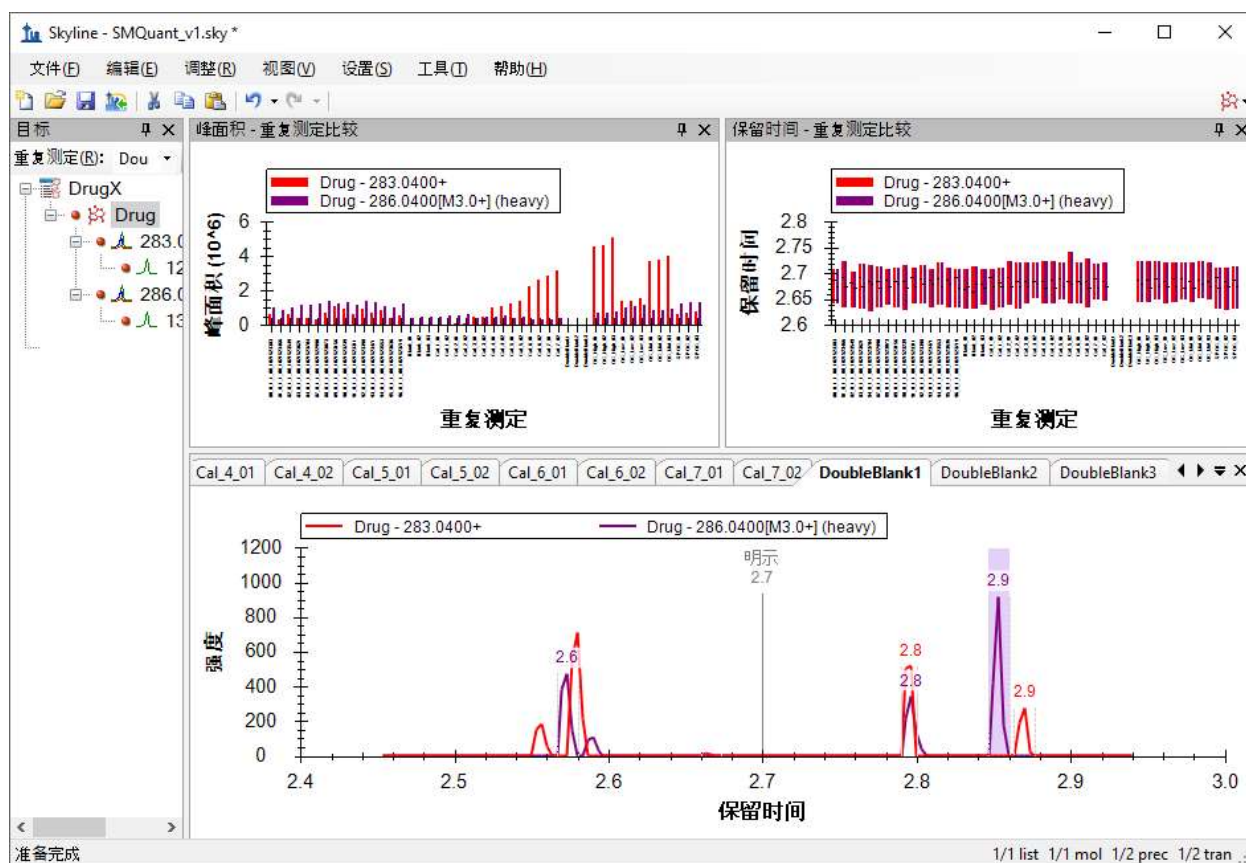 Skyline - SMQuant_v1.sky *
文件(F) 编辑(E) 调整(R) 视图(V) 设置(S) 工具(T) 帮助(H)
目标
重复测定(R): Dou
DrugX
Drug
283.0
12
286.0
13
峰面积 - 重复测定比较
Drug - 283.0400+
Drug - 286.0400[M3.0+] (heavy)
峰面积 (10^6)
6
4
2
0
重复测定
保留时间 - 重复测定比较
Drug - 283.0400+
Drug - 286.0400[M3.0+] (heavy)
保留时间
2.8
2.75
2.7
2.65
2.6
重复测定
Cal_4_01 Cal_4_02 Cal_5_01 Cal_5_02 Cal_6_01 Cal_6_02 Cal_7_01 Cal_7_02 DoubleBlank1 DoubleBlank2 DoubleBlank3
Drug - 283.0400+ Drug - 286.0400[M3.0+] (heavy)
强度
1200
1000
800
600
400
200
0
明示
2.7
2.9
2.6
2.8
2.8
2.9
2.4 2.5 2.6 2.7 2.8 2.9 3.0
保留时间
准备完成
1/1 list 1/1 mol 1/2 prec 1/2 tran